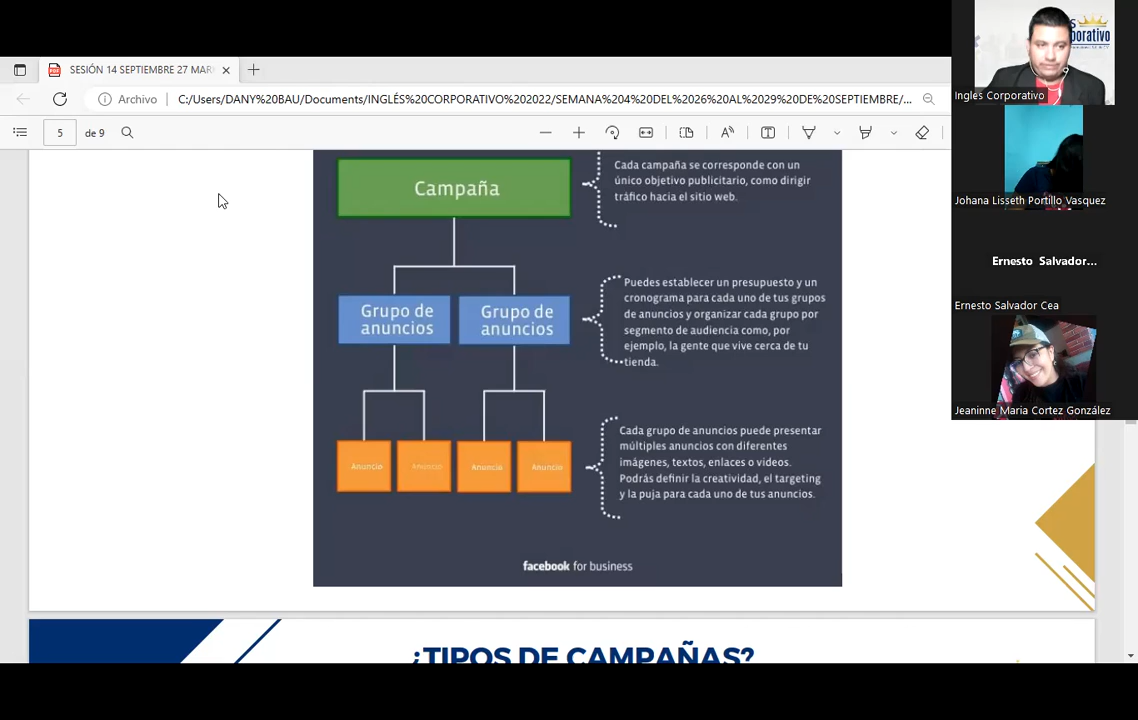 SESIÓN 14 SEPTIEMBRE 27 MAR
Archivo
C:/Users/DANY%20BAU/Documents/INGLÉS%20CORPORATIVO%202022/SEMANA%204%20DEL%2026%20AL%2029%20DE%20SEPTIEMBRE/...
5
de 9
Campaña
Cada campaña se corresponde con un
único objetivo publicitario, como dirigir
tráfico hacia el sitio web.
Grupo de
anuncios
Grupo de
anuncios
Puedes establecer un presupuesto y un
cronograma para cada uno de tus grupos
de anuncios y organizar cada grupo por
segmento de audiencia como, por
ejemplo, la gente que vive cerca de tu
tienda.
Anuncio
Anuncio
Anuncio
Anuncio
Cada grupo de anuncios puede presentar
múltiples anuncios con diferentes
imágenes, textos, enlaces o videos.
Podrás definir la creatividad, el targeting
y la puja para cada uno de tus anuncios.
facebook for business
¿TIPOS DE CAMPAÑAS?
Ingles Corporativo
Johana Lisseth Portillo Vasquez
Ernesto Salvador...
Ernesto Salvador Cea
Jeaninne Maria Cortez González